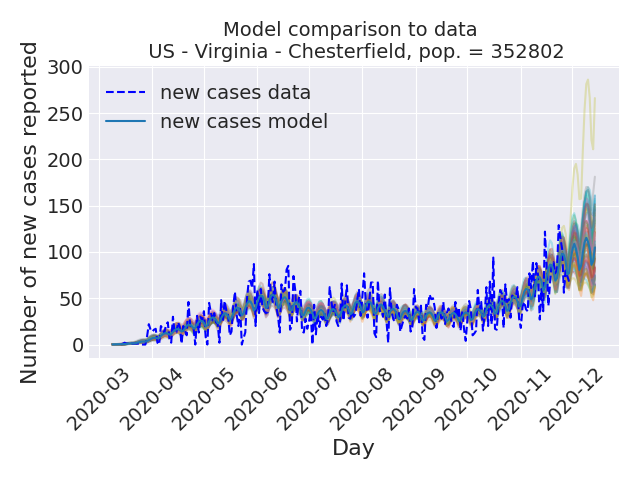 Model comparison to data
US - Virginia - Chesterfield, pop. = 352802
Number of new cases reported
300
250
200
150
100
50
0
new cases data
new cases model
2020-03
2020-04
2020-05
2020-06
2020-07
2020-08
2020-09
2020-10
2020-11
2020-12
Day